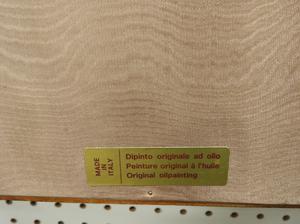 MADE
IN
ITALY
Dipinto originale ad olio
Peinture original à l'huile
Original oilpainting